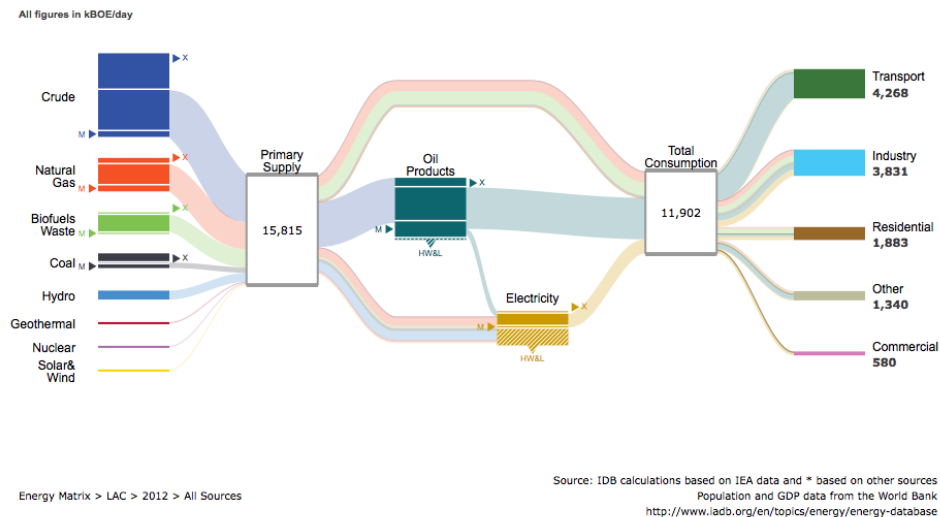 All figures in kBOE/day
Crude
X
M
Natural
Gas
X
M
Biofuels
Waste
X
M
Coal
X
M
Hydro
Geothermal
Nuclear
Solar&
Wind
Primary
Supply
15,815
Oil
Products
X
M
HW&L
Electricity
X
M
HW&L
Total
Consumption
11,902
Transport
4,268
Industry
3,831
Residential
1,883
Other
1,340
Commercial
580
Energy Matrix > LAC > 2012 > All Sources
Source: IDB calculations based on IEA data and * based on other sources
Population and GDP data from the World Bank
http://www.iadb.org/en/topics/energy/energy-database